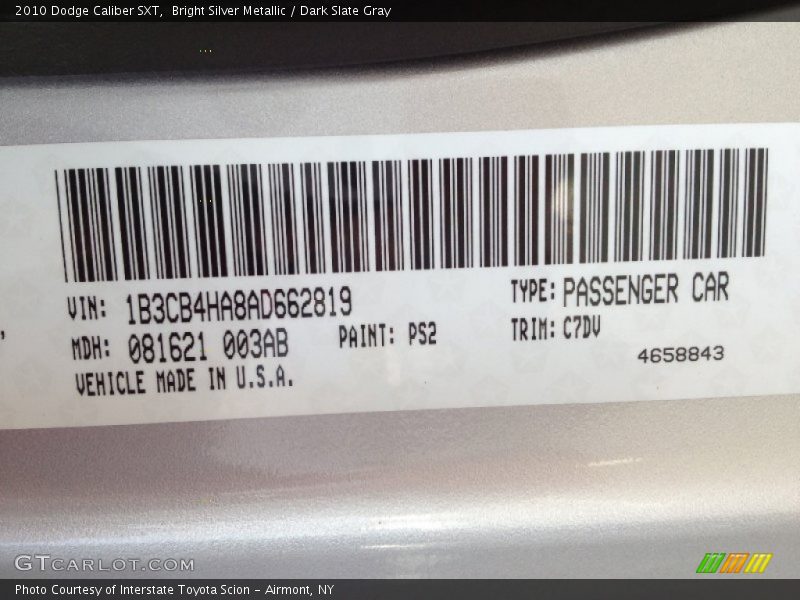 2010 Dodge Caliber SXT,  Bright Silver Metallic / Dark Slate Gray
VIN: 1B3CB4HA8AD662819 TYPE: PASSENGER CAR
MDH: 081621 003AB PAINT: PS2 TRIM: C7DV
4658843
VEHICLE MADE IN U.S.A.
GTCARLOT.COM
Photo Courtesy of Interstate Toyota Scion – Airmont, NY